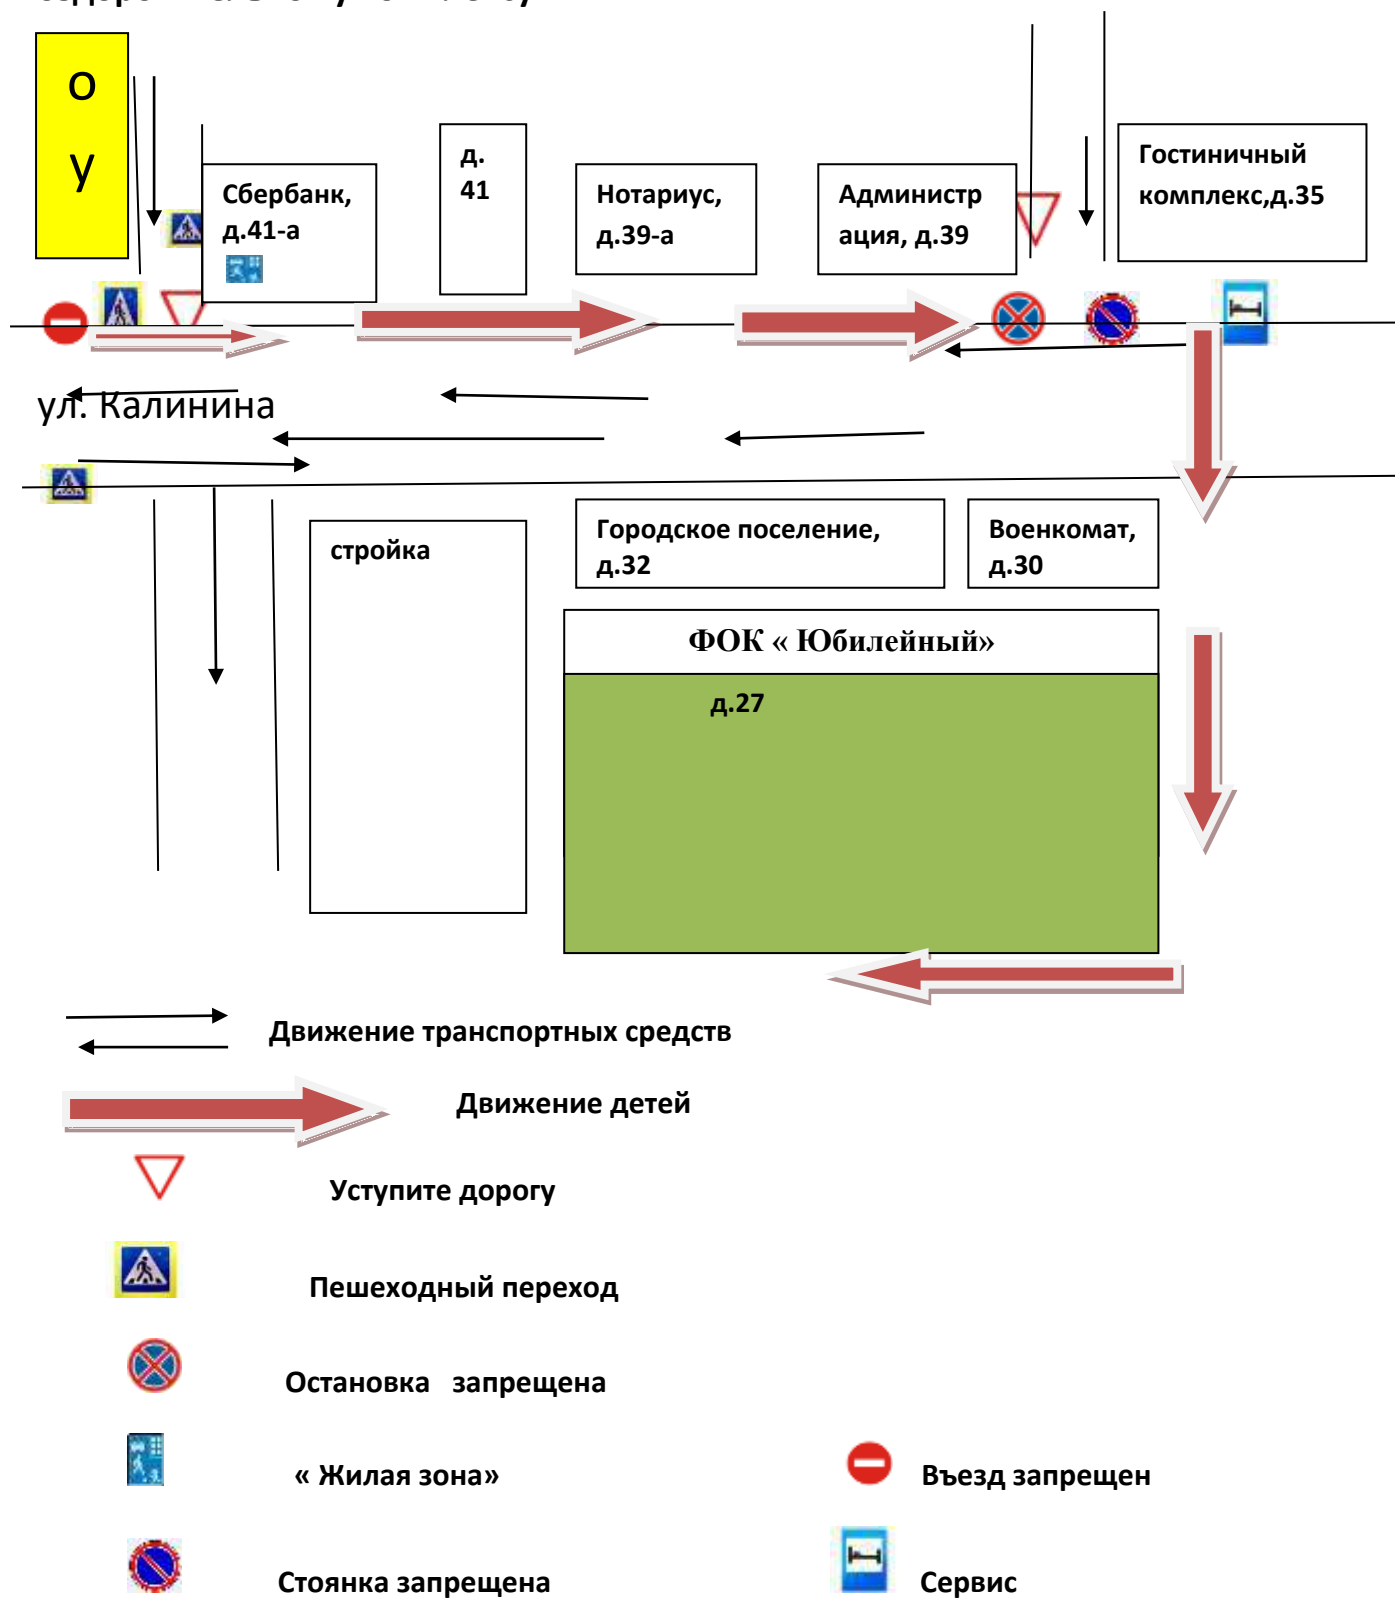 О
У
д.
41
Сбербанк,
д.41-а
Нотариус,
д.39-а
Администр
ация, д.39
Гостиничный
комплекс,д.35
ул. Калинина
стройка
Городское поселение,
д.32
Военкомат,
д.30
ФОК « Юбилейный»
д.27
Движение транспортных средств
Движение детей
Уступите дорогу
Пешеходный переход
Остановка запрещена
« Жилая зона»
Въезд запрещен
Стоянка запрещена
Сервис